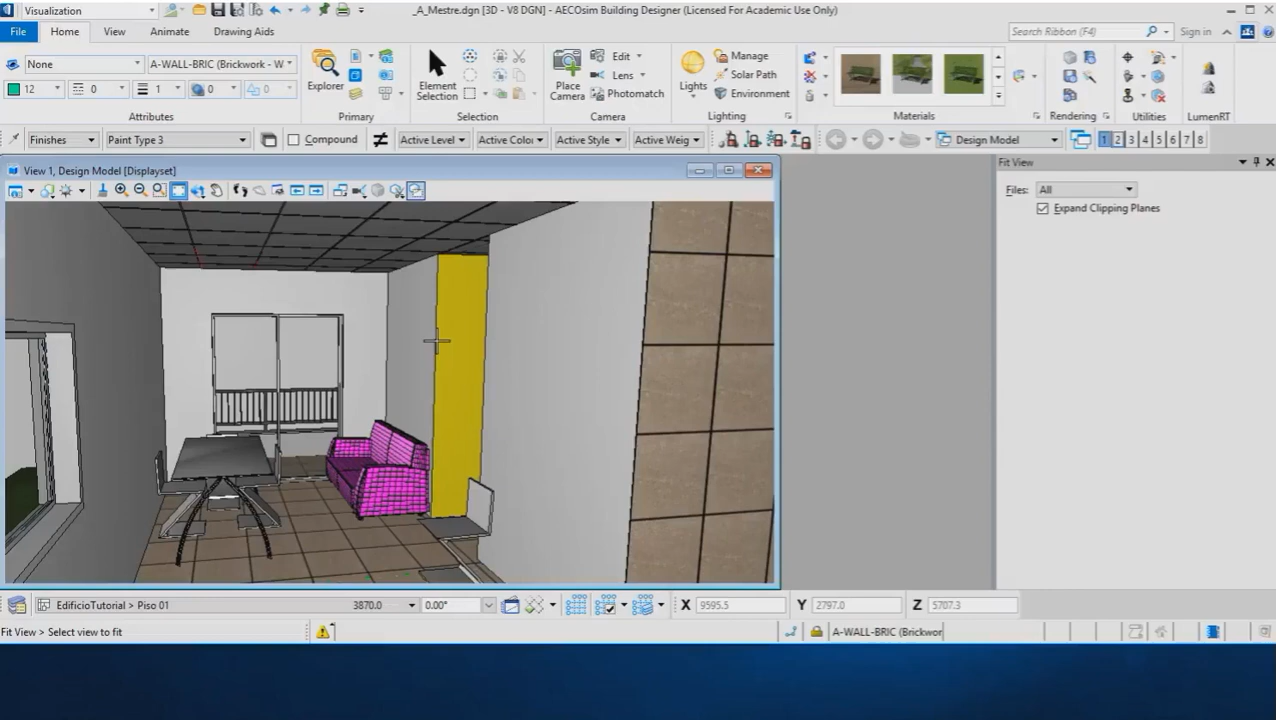 Visualization
_A_Mestre.dgn [3D - V8 DGN] - AECOsim Building Designer (Licensed For Academic Use Only)
File Home View Animate Drawing Aids
Search Ribbon (F4) Sign in
None A-WALL-BRIC (Brickwork - W
12 0 1 0 0
Attributes
Explorer
Primary
Element
Selection
Selection
Place
Camera
Edit
Lens
Photomatch
Camera
Lights
Manage
Solar Path
Environment
Lighting
Materials
Rendering
Utilities
LumenRT
Finishes Paint Type 3 Compound Active Level Active Color Active Style Active Weig Design Model 1 2 3 4 5 6 7 8
View 1, Design Model [Displayset]
Fit View
Files: All
Expand Clipping Planes
EdificioTutorial > Piso 01 3870.0 0.00° X 9595.5 Y 2797.0 Z 5707.3
Fit View > Select view to fit A-WALL-BRIC (Brickwor